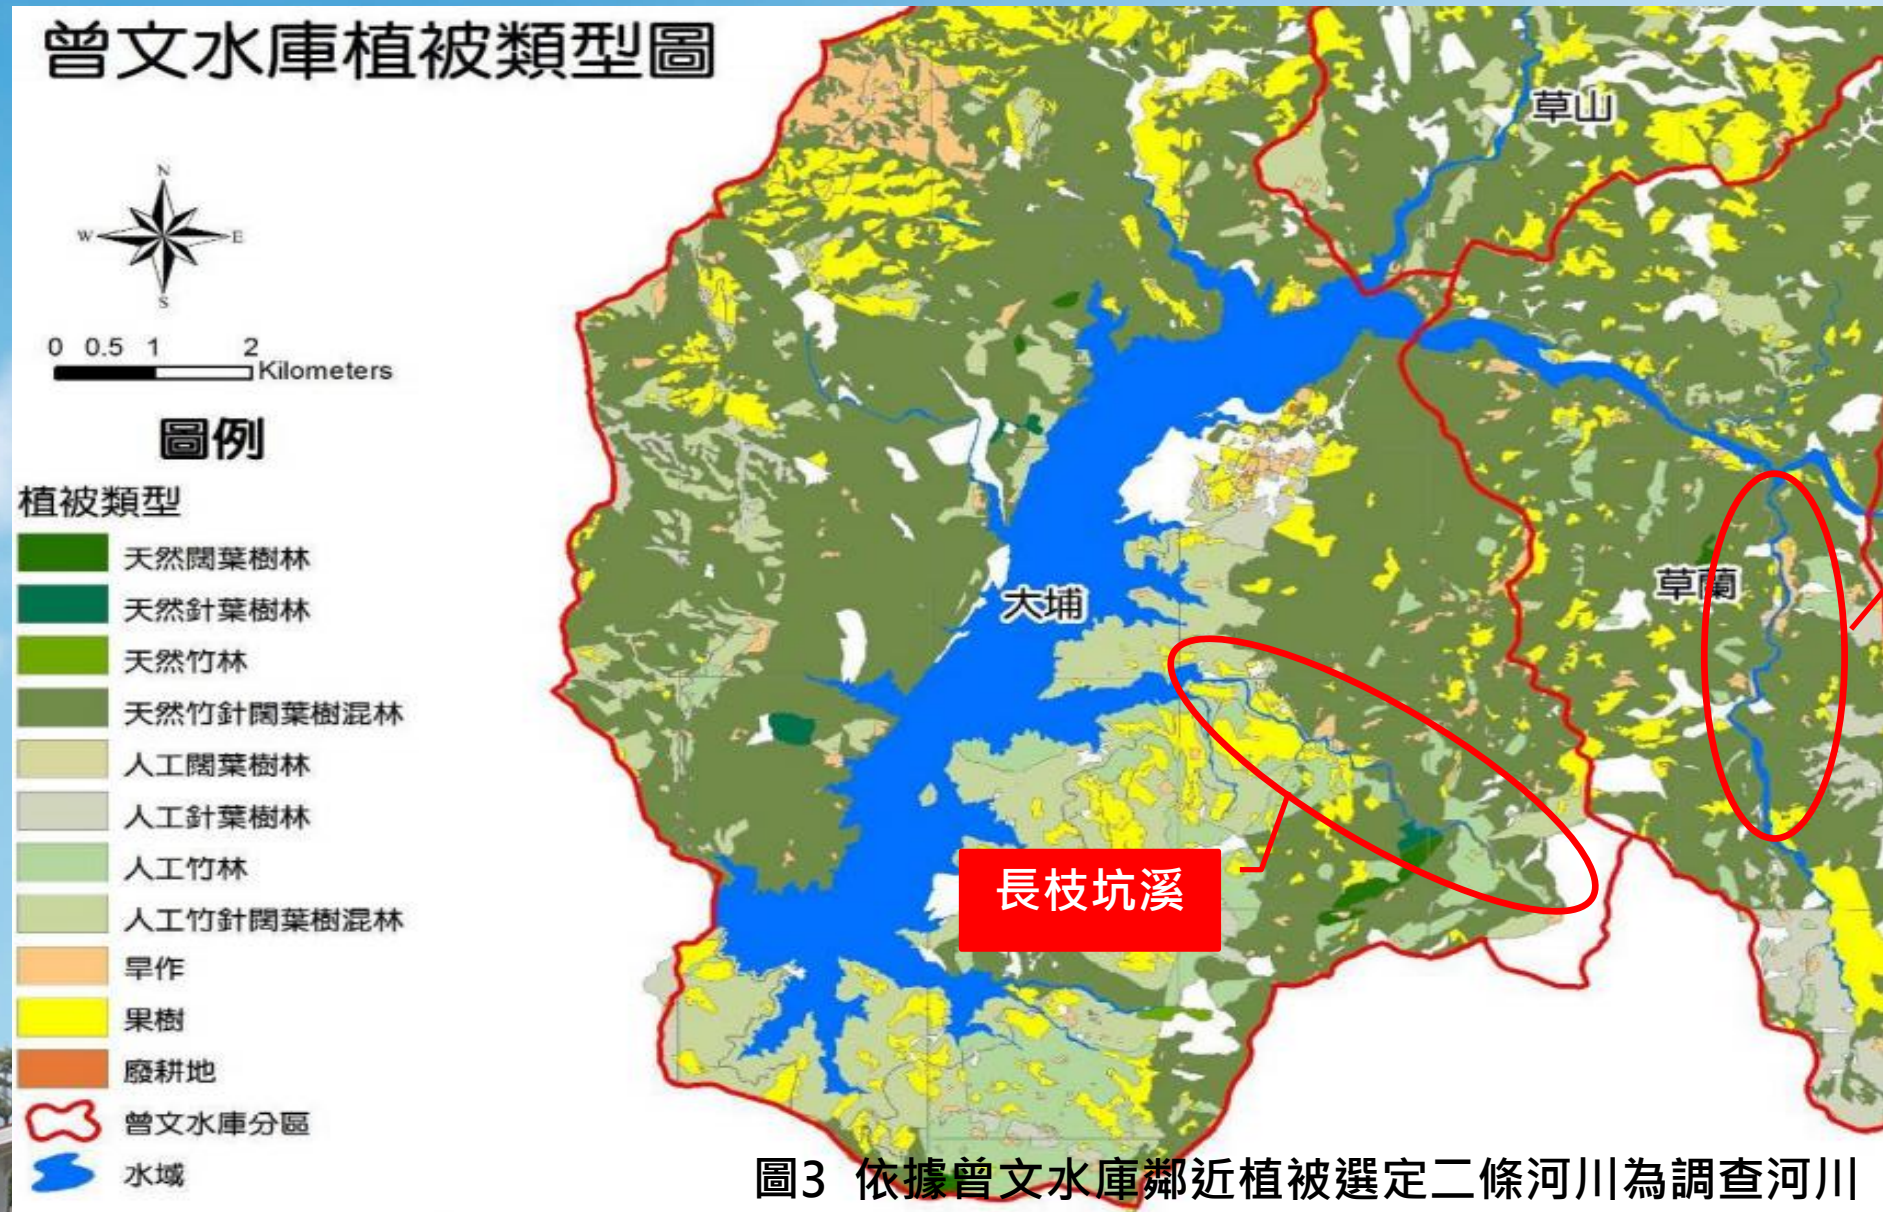 曾文水庫植被類型圖
N
W
E
S
0 0.5 1 2
Kilometers
圖例
植被類型
天然闊葉樹林
天然針葉樹林
天然竹林
天然竹針闊葉樹混林
人工闊葉樹林
人工針葉樹林
人工竹林
人工竹針闊葉樹混林
旱作
果樹
廢耕地
曾文水庫分區
水域
草山
大埔
草蘭
長枝坑溪
圖3 依據曾文水庫鄰近植被選定二條河川為調查河川